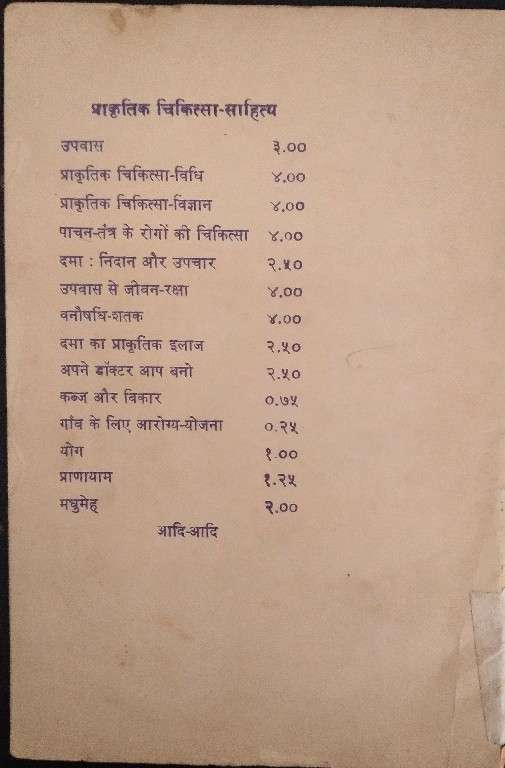 प्राकृतिक चिकित्सा-साहित्य
उपवास ३.००
प्राकृतिक चिकित्सा-विधि ४.००
प्राकृतिक चिकित्सा-विज्ञान ४.००
पाचन-तंत्र के रोगों की चिकित्सा ४.००
दमा : निदान और उपचार २.५०
उपवास से जीवन-रक्षा ४.००
वनौषधि-शतक ४.००
दमा का प्राकृतिक इलाज २.५०
अपने डॉक्टर आप बनो २.५०
कब्ज और विकार ०.७५
गाँव के लिए आरोग्य-योजना ०.२५
योग १.००
प्राणायाम १.२५
मधुमेह २.००
आदि-आदि